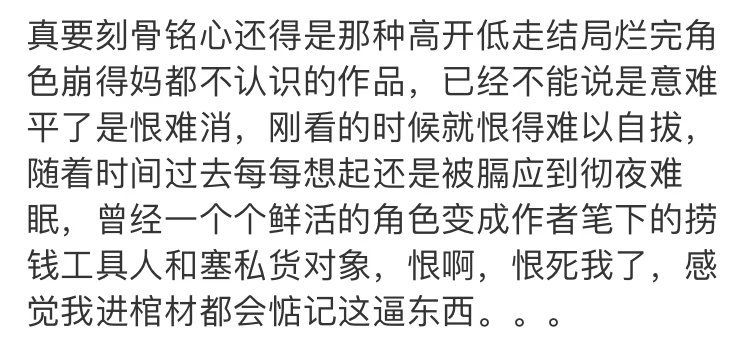 真要刻骨铭心还得是那种高开低走结局烂完角
色崩得妈都不认识的作品，已经不能说是意难
平了是恨难消，刚看的时候就恨得难以自拔，
随着时间过去每每想起还是被膈应到彻夜难
眠，曾经一个个鲜活的角色变成作者笔下的捞
钱工具人和塞私货对象，恨啊，恨死我了，感
觉我进棺材都会惦记这逼东西。。。